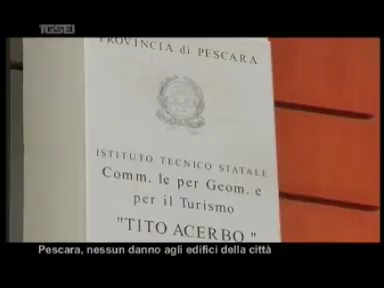 TGSEI
PROVINCIA di PESCARA
ISTITUTO TECNICO STATALE
Comm. le per Geom. e
per il Turismo
"TITO ACERBO"
Pescara, nessun danno agli edifici della città